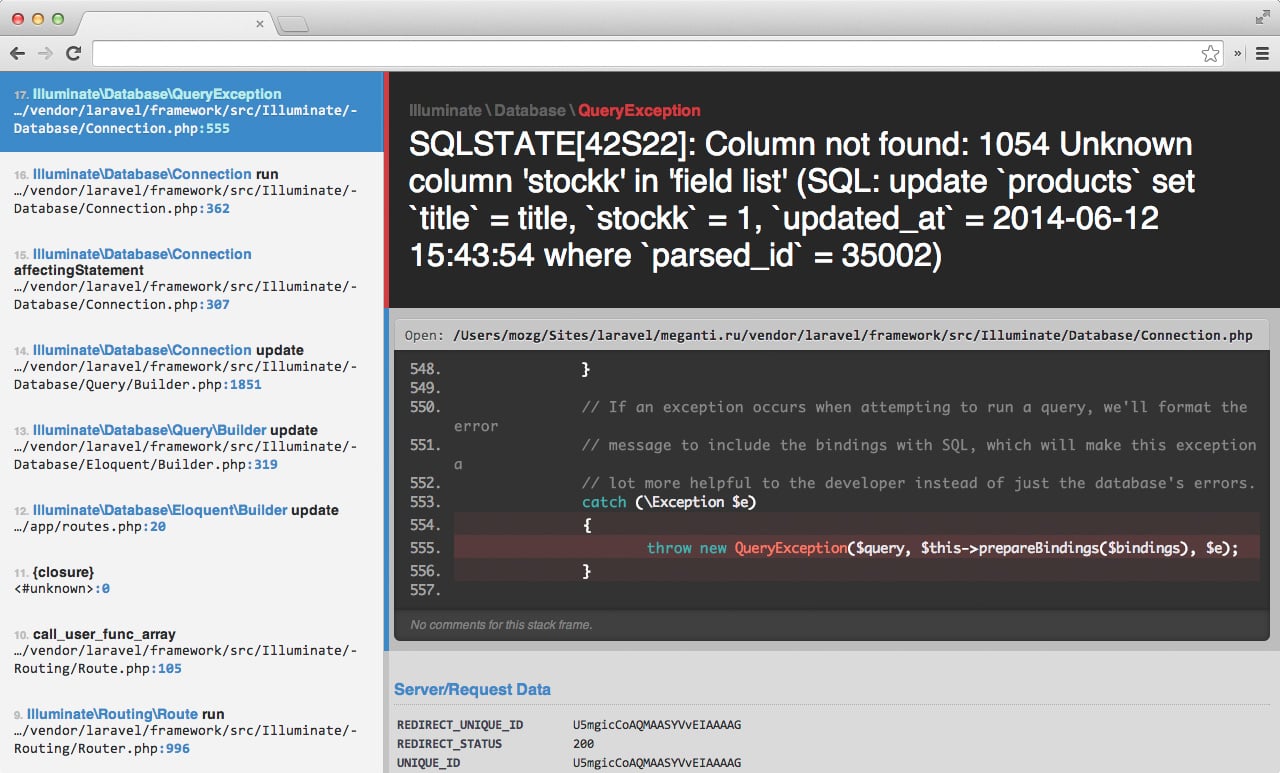 17. Illuminate\Database\QueryException
…/vendor/laravel/framework/src/Illuminate/-
Database/Connection.php:555
16. Illuminate\Database\Connection run
…/vendor/laravel/framework/src/Illuminate/-
Database/Connection.php:362
15. Illuminate\Database\Connection
affectingStatement
…/vendor/laravel/framework/src/Illuminate/-
Database/Connection.php:307
14. Illuminate\Database\Connection update
…/vendor/laravel/framework/src/Illuminate/-
Database/Query/Builder.php:1851
13. Illuminate\Database\Query\Builder update
…/vendor/laravel/framework/src/Illuminate/-
Database/Eloquent/Builder.php:319
12. Illuminate\Database\Eloquent\Builder update
…/app/routes.php:20
11. {closure}
<#unknown>:0
10. call_user_func_array
…/vendor/laravel/framework/src/Illuminate/-
Routing/Route.php:105
9. Illuminate\Routing\Route run
…/vendor/laravel/framework/src/Illuminate/-
Routing/Router.php:996
Illuminate \ Database \ QueryException
SQLSTATE[42S22]: Column not found: 1054 Unknown
column 'stockk' in 'field list' (SQL: update `products` set
`title` = title, `stockk` = 1, `updated_at` = 2014-06-12
15:43:54 where `parsed_id` = 35002)
Open: /Users/mozg/Sites/laravel/meganti.ru/vendor/laravel/framework/src/Illuminate/Database/Connection.php
548. }
549.
550. // If an exception occurs when attempting to run a query, we'll format the
error
551. // message to include the bindings with SQL, which will make this exception
a
552. // lot more helpful to the developer instead of just the database's errors.
553. catch (\Exception $e)
554. {
555. throw new QueryException($query, $this->prepareBindings($bindings), $e);
556. }
557.
No comments for this stack frame.
Server/Request Data
REDIRECT_UNIQUE_ID U5mgicCoAQMAASYVvEIAAAAG
REDIRECT_STATUS 200
UNIQUE_ID U5mgicCoAQMAASYVvEIAAAAG